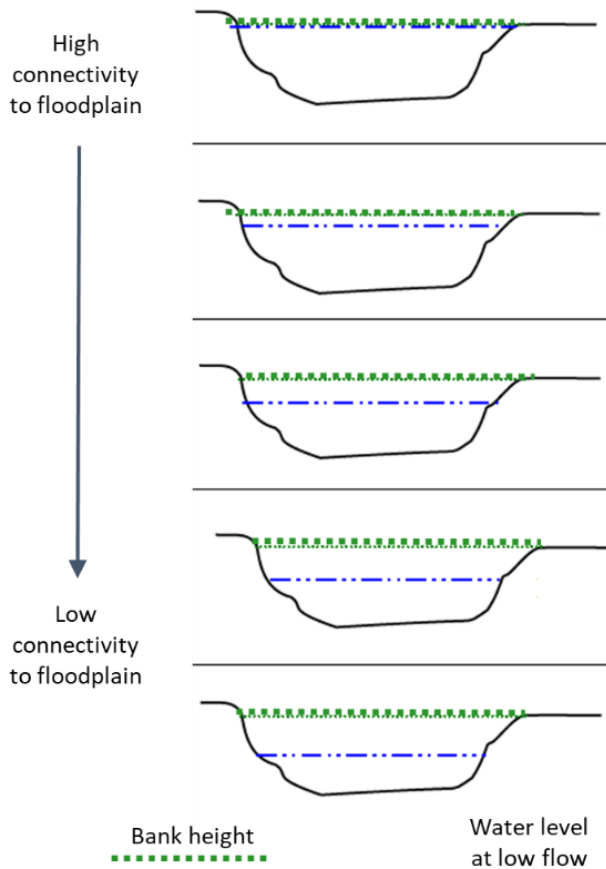 High
connectivity
to floodplain
Low
connectivity
to floodplain
Bank height
Water level
at low flow